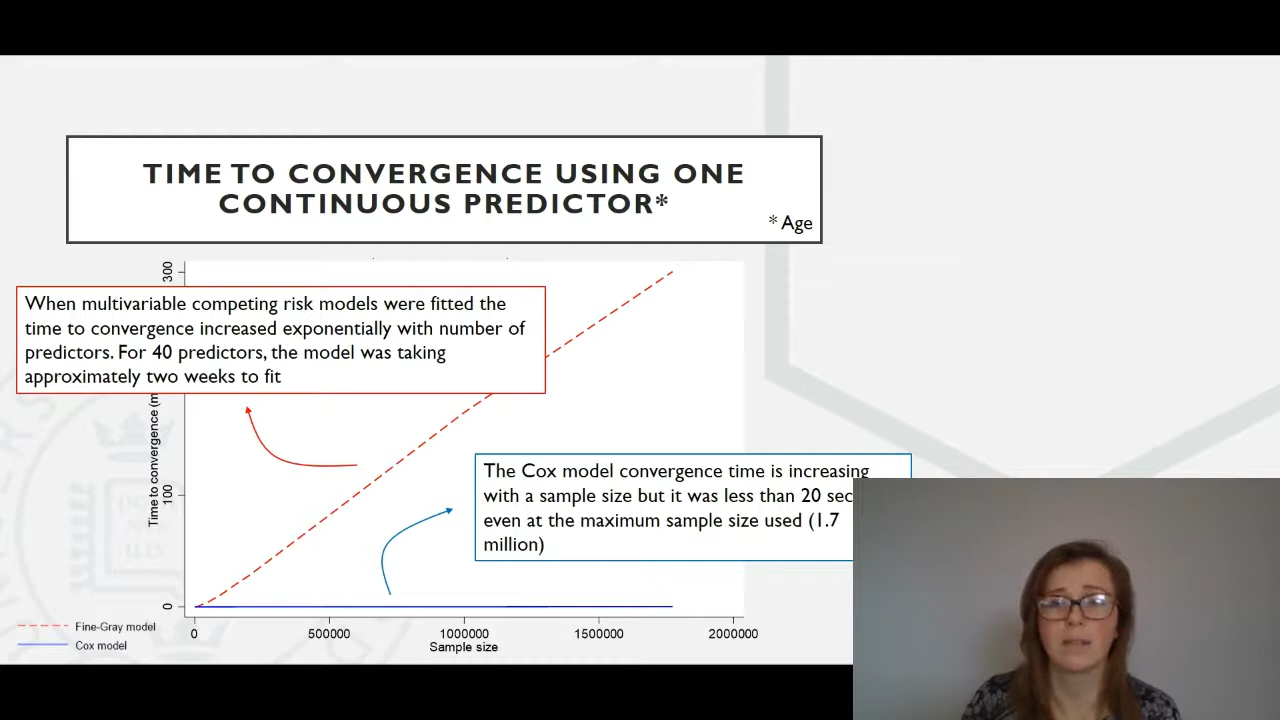 TIME TO CONVERGENCE USING ONE
CONTINUOUS PREDICTOR*
* Age
When multivariable competing risk models were fitted the
time to convergence increased exponentially with number of
predictors. For 40 predictors, the model was taking
approximately two weeks to fit
The Cox model convergence time is increasing
with a sample size but it was less than 20 sec
even at the maximum sample size used (1.7
million)
300
100
0
Time to convergence (m
0 500000 1000000 1500000 2000000
Sample size
Fine-Gray model
Cox model